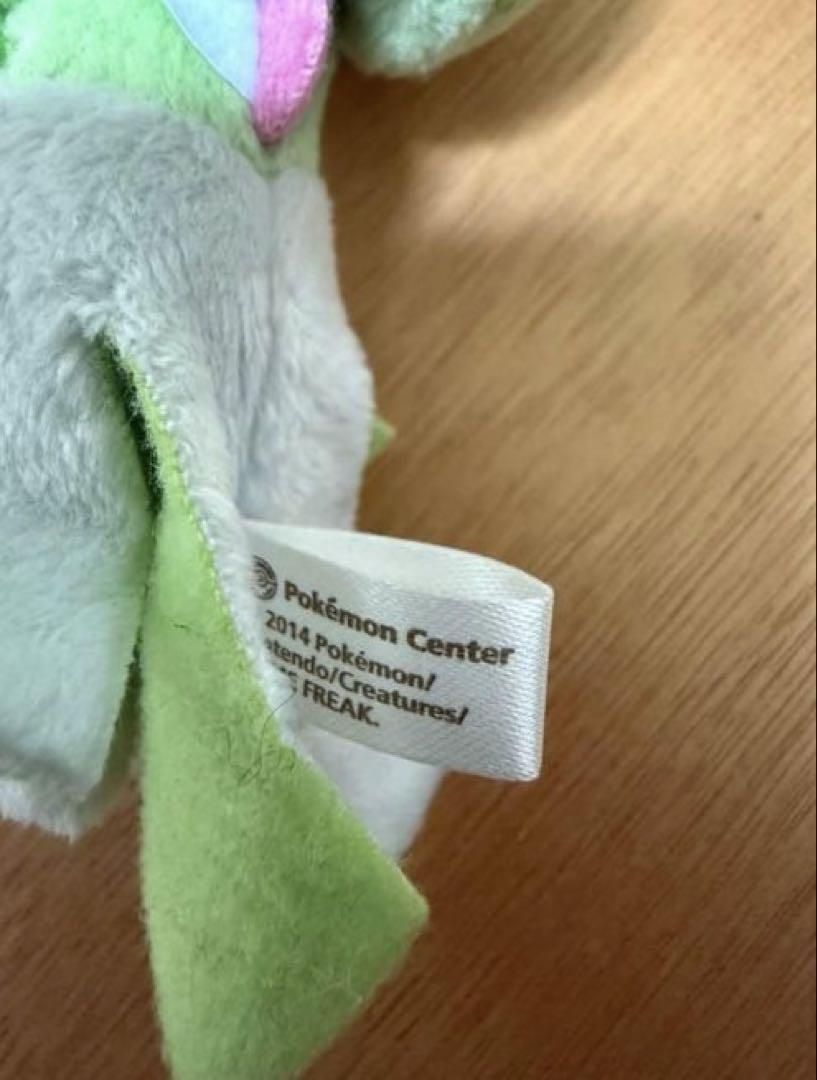 Pokémon Center
2014 Pokémon/
ntendo/Creatures/
FREAK.